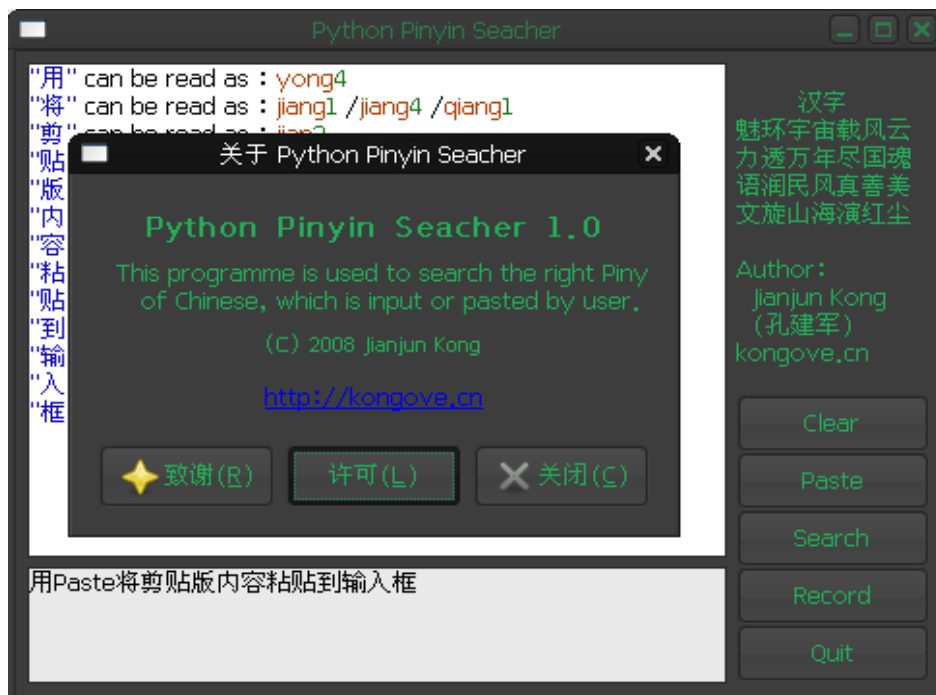 Python Pinyin Seacher
"用" can be read as : yong4
"将" can be read as : jiang1 /jiang4 /qiang1
"剪" can be read as : jian3
"贴
"版
"内
"容
"粘
"贴
"到
"输
"入
"框
关于 Python Pinyin Seacher
Python Pinyin Seacher 1.0
This programme is used to search the right Piny
of Chinese, which is input or pasted by user.
(C) 2008 Jianjun Kong
http://kongove.cn
致谢(R)
许可(L)
关闭(C)
用Paste将剪贴版内容粘贴到输入框
汉字
魅环宇宙载风云
力透万年尽国魂
语润民风真善美
文旋山海演红尘
Author:
Jianjun Kong
(孔建军)
kongove.cn
Clear
Paste
Search
Record
Quit